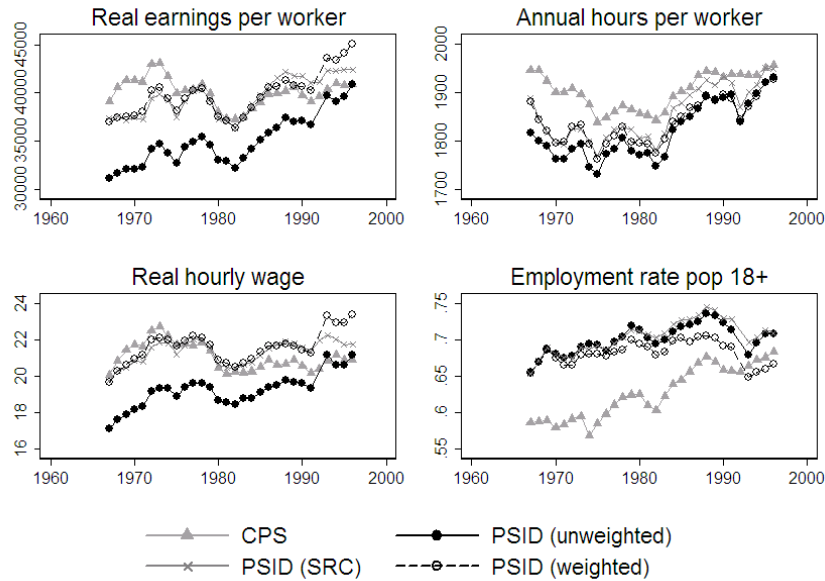 Real earnings per worker
Annual hours per worker
30000 35000 40000 45000
1700 1800 1900 2000
1960 1970 1980 1990 2000
1960 1970 1980 1990 2000
Real hourly wage
Employment rate pop 18+
16 18 20 22 24
.55 .6 .65 .7 .75
1960 1970 1980 1990 2000
1960 1970 1980 1990 2000
CPS
PSID (unweighted)
PSID (SRC)
PSID (weighted)